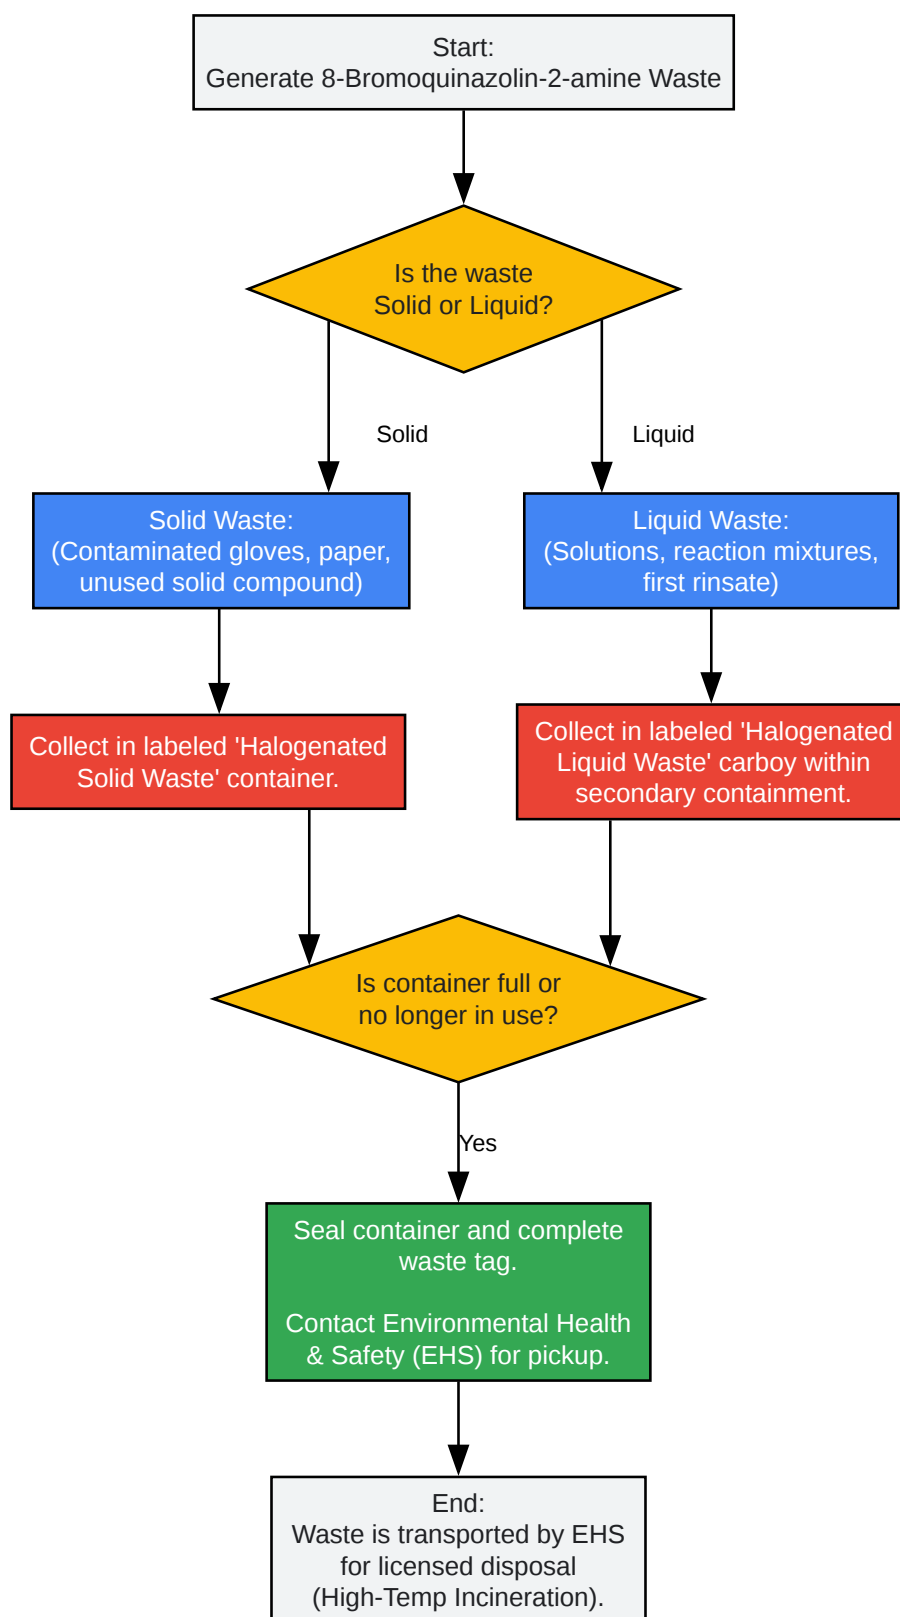 Start:
Generate 8-Bromoquinazolin-2-amine Waste
Is the waste
Solid or Liquid?
Solid
Liquid
Solid Waste:
(Contaminated gloves, paper,
unused solid compound)
Liquid Waste:
(Solutions, reaction mixtures,
first rinsate)
Collect in labeled 'Halogenated
Solid Waste' container.
Collect in labeled 'Halogenated
Liquid Waste' carboy within
secondary containment.
Is container full or
no longer in use?
Yes
Seal container and complete
waste tag.
Contact Environmental Health
& Safety (EHS) for pickup.
End:
Waste is transported by EHS
for licensed disposal
(High-Temp Incineration).